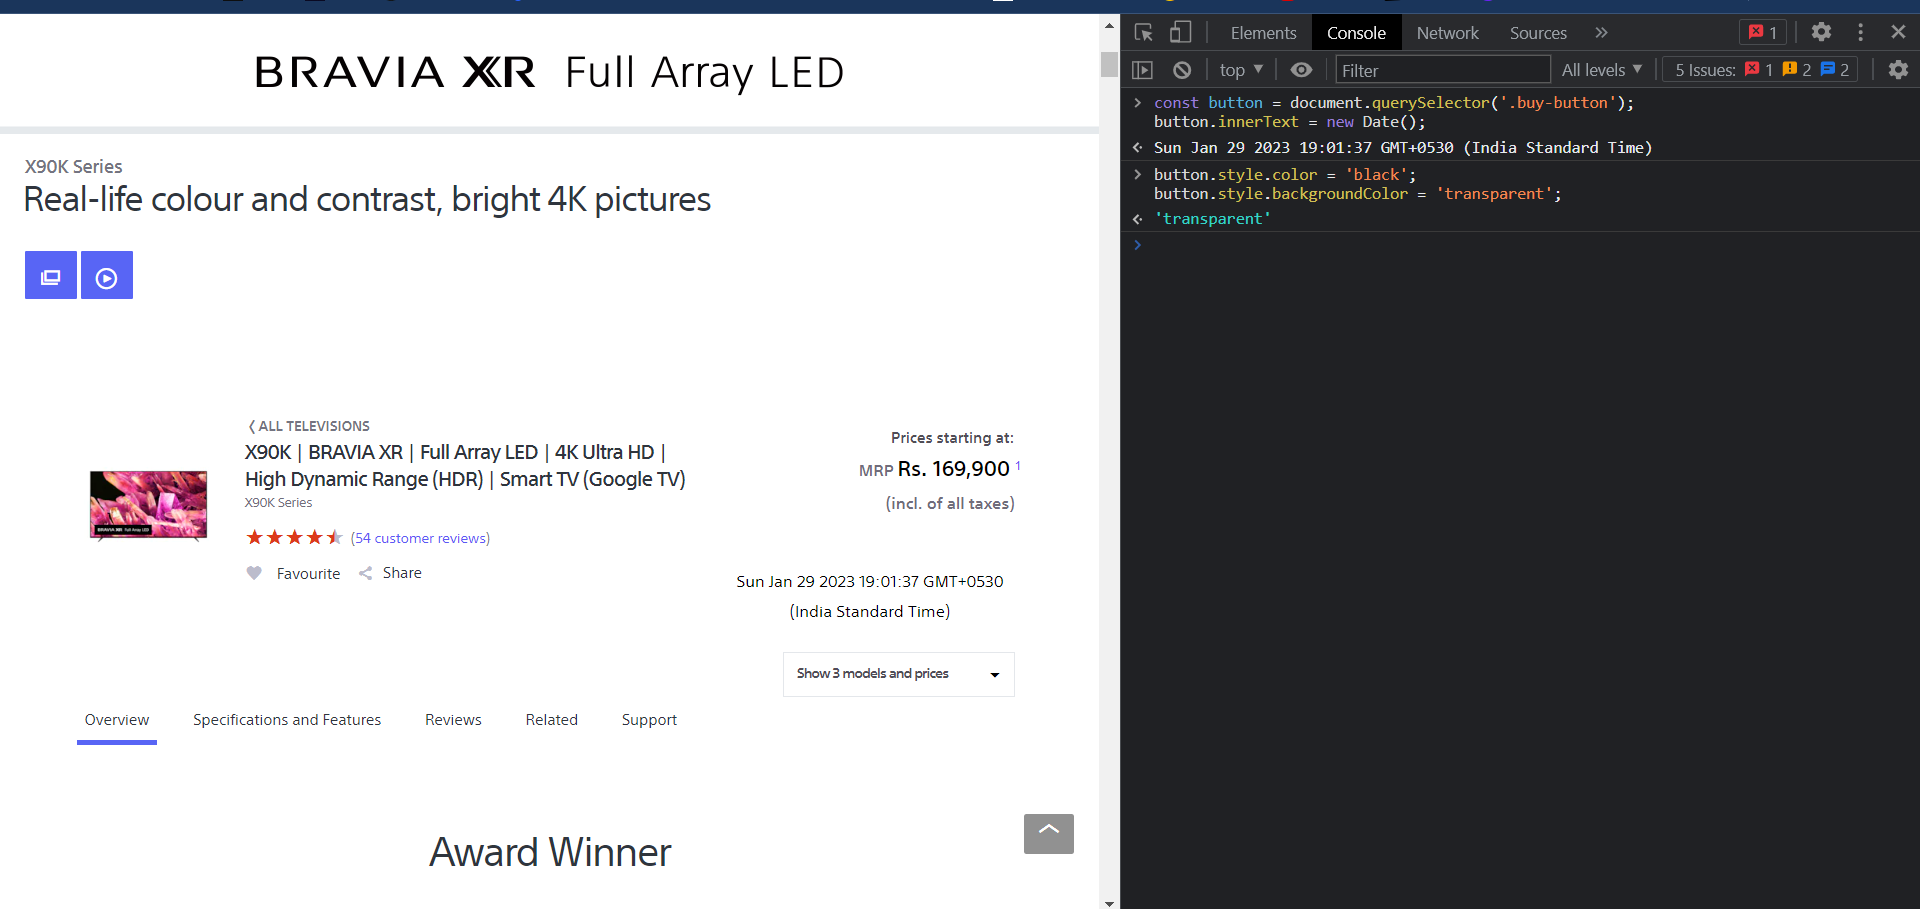 BRAVIA XR Full Array LED
X90K Series
Real-life colour and contrast, bright 4K pictures
ALL TELEVISIONS
X90K | BRAVIA XR | Full Array LED | 4K Ultra HD |
High Dynamic Range (HDR) | Smart TV (Google TV)
X90K Series
(54 customer reviews)
Favourite Share
BRAVIA XR Full Array LED
Prices starting at:
MRP Rs. 169,900 1
(incl. of all taxes)
Sun Jan 29 2023 19:01:37 GMT+0530
(India Standard Time)
Show 3 models and prices
Overview Specifications and Features Reviews Related Support
Award Winner
Elements Console Network Sources » 1
top Filter All levels 5 Issues: 1 2 2
const button = document.querySelector('.buy-button');
button.innerText = new Date();
Sun Jan 29 2023 19:01:37 GMT+0530 (India Standard Time)
button.style.color = 'black';
button.style.backgroundColor = 'transparent';
'transparent'